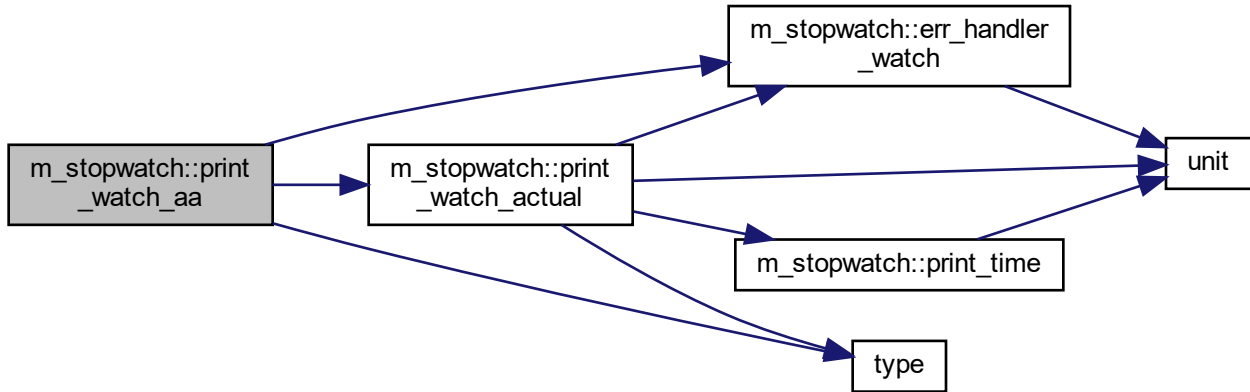 m_stopwatch::print
_watch_aa
m_stopwatch::print
_watch_actual
m_stopwatch::err_handler
_watch
m_stopwatch::print_time
unit
type